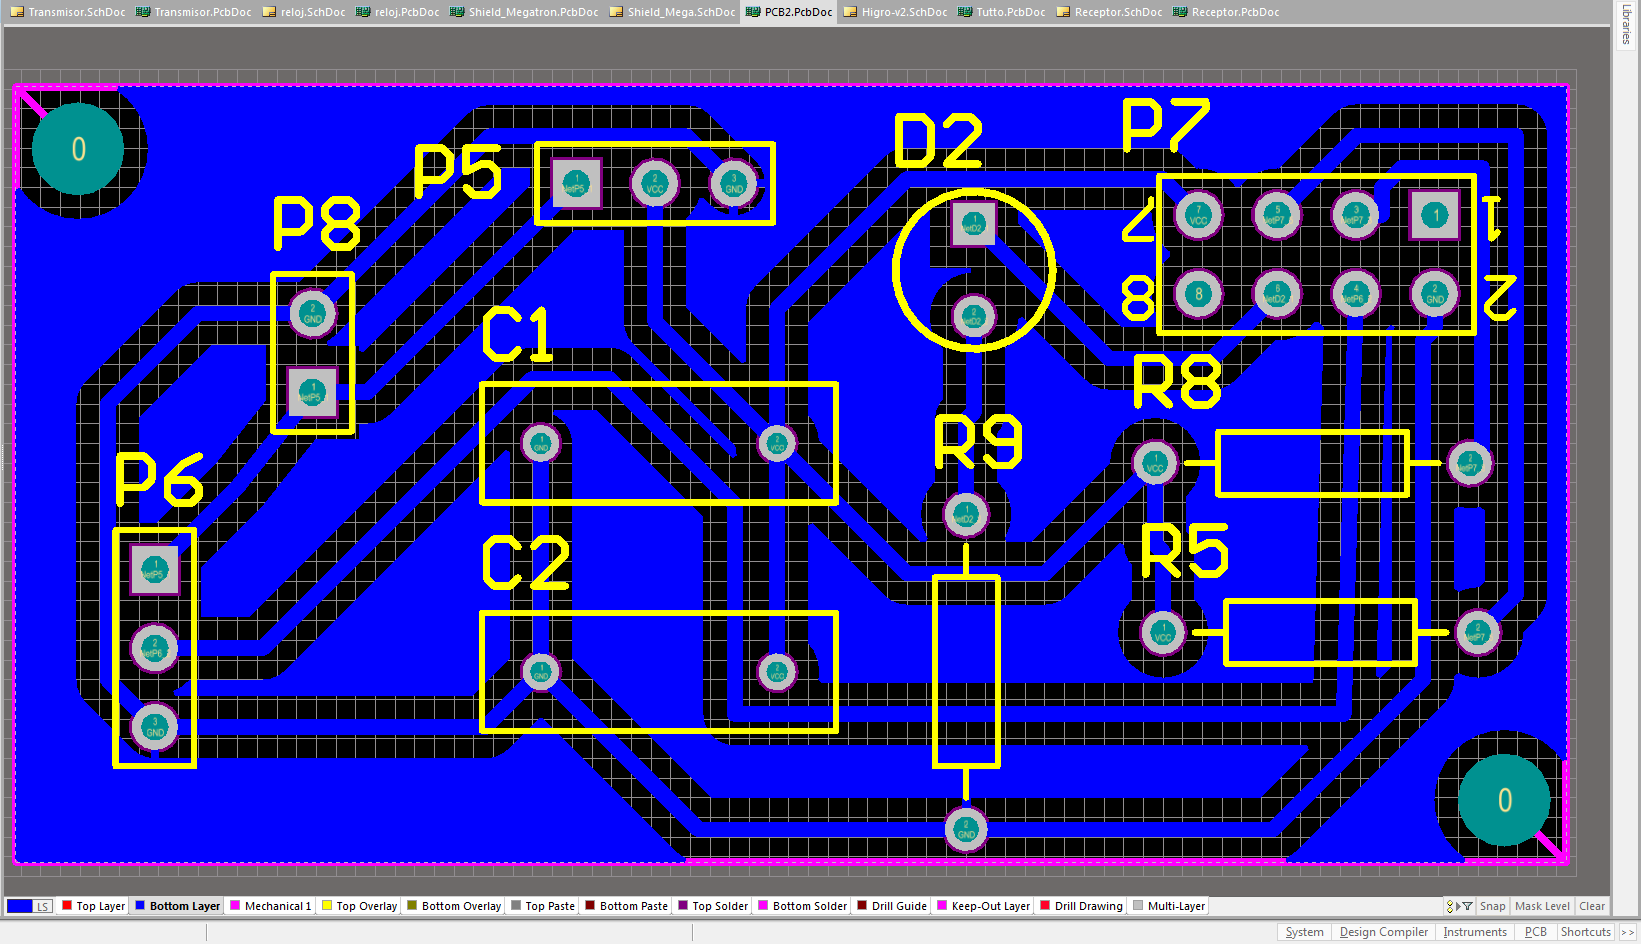 Transmisor.SchDoc Transmisor.PcbDoc reloj.SchDoc reloj.PcbDoc Shield_Megatron.PcbDoc Shield_Mega.SchDoc PCB2.PcbDoc Higro-v2.SchDoc Tutto.PcbDoc Receptor.SchDoc Receptor.PcbDoc
Libraries
0
P5
1 NetP5
2 VCC
3 GND
D2
1 NetD2
2 NetD2
P7
7
8
1
2
7 VCC
5 NetP7
3 NetP7
1
8
6 NetD2
4 NetP6
2 GND
P8
2 GND
1 NetP5
C1
1 GND
2 VCC
R8
1 VCC
2 NetP7
R9
1 NetD2
2 GND
P6
1 NetP5
2 NetP6
3 GND
C2
1 GND
2 VCC
R5
1 VCC
2 NetP7
0
LS Top Layer Bottom Layer Mechanical 1 Top Overlay Bottom Overlay Top Paste Bottom Paste Top Solder Bottom Solder Drill Guide Keep-Out Layer Drill Drawing Multi-Layer Snap Mask Level Clear
System Design Compiler Instruments PCB Shortcuts >>